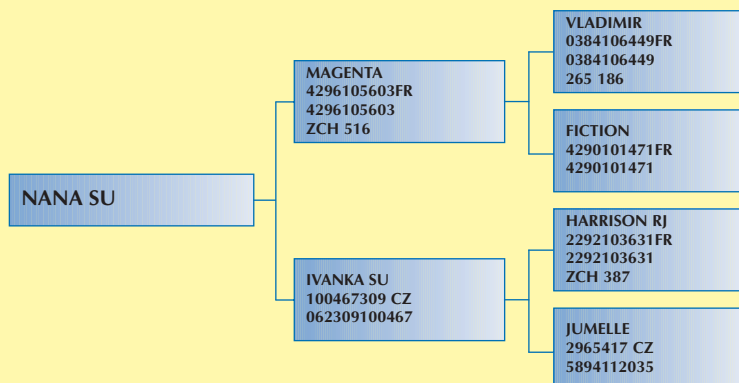 NANA SU
MAGENTA
4296105603FR
4296105603
ZCH 516
IVANKA SU
100467309 CZ
062309100467
VLADIMIR
0384106449FR
0384106449
265 186
FICTION
4290101471FR
4290101471
HARRISON RJ
2292103631FR
2292103631
ZCH 387
JUMELLE
2965417 CZ
5894112035